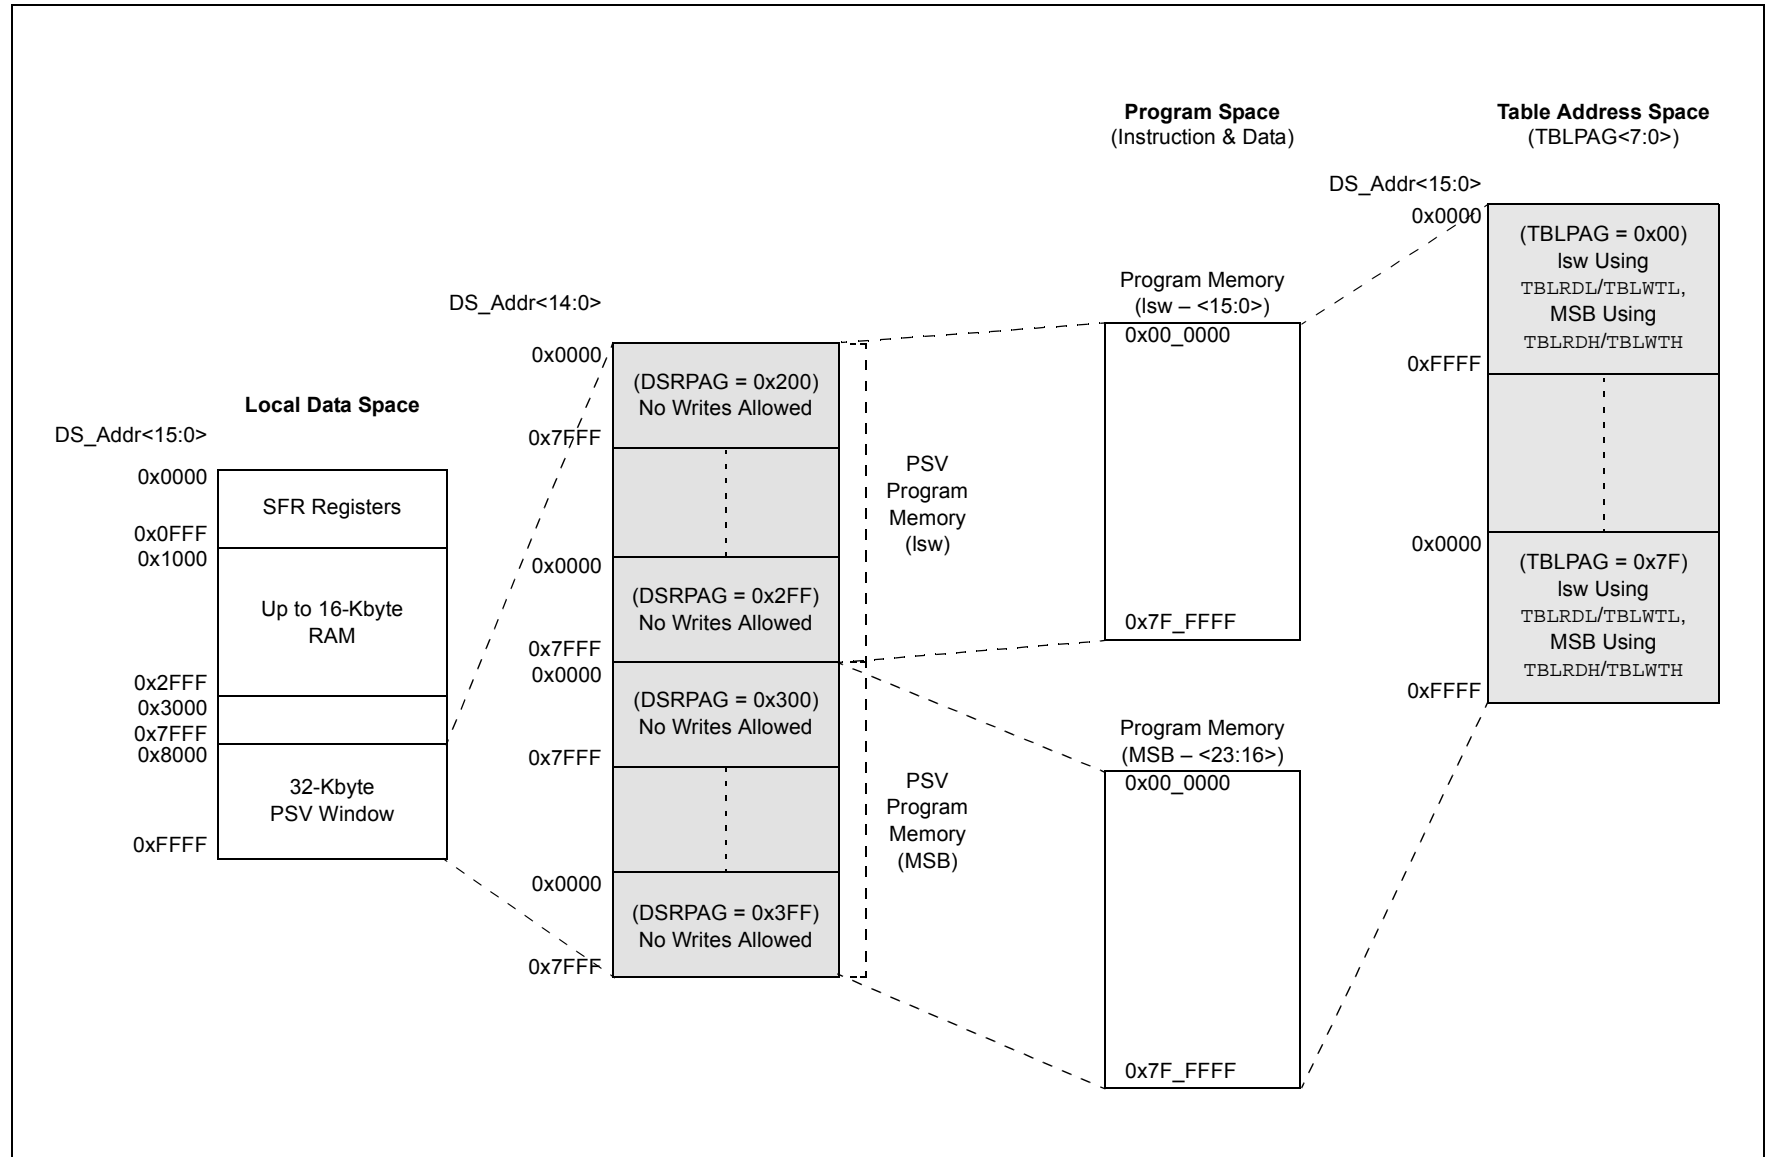 Local Data Space
DS_Addr<15:0>
0x0000
SFR Registers
0x0FFF
0x1000
Up to 16-Kbyte
RAM
0x2FFF
0x3000
0x7FFF
0x8000
32-Kbyte
PSV Window
0xFFFF
DS_Addr<14:0>
0x0000
(DSRPAG = 0x200)
No Writes Allowed
0x7FFF
0x0000
(DSRPAG = 0x2FF)
No Writes Allowed
0x7FFF
0x0000
(DSRPAG = 0x300)
No Writes Allowed
0x7FFF
0x0000
(DSRPAG = 0x3FF)
No Writes Allowed
0x7FFF
PSV
Program
Memory
(lsw)
PSV
Program
Memory
(MSB)
Program Space
(Instruction & Data)
Program Memory
(lsw – <15:0>)
0x00_0000
0x7F_FFFF
Program Memory
(MSB – <23:16>)
0x00_0000
0x7F_FFFF
Table Address Space
(TBLPAG<7:0>)
DS_Addr<15:0>
0x0000
(TBLPAG = 0x00)
lsw Using
TBLRDL/TBLWTL,
MSB Using
TBLRDH/TBLWTH
0xFFFF
0x0000
(TBLPAG = 0x7F)
lsw Using
TBLRDL/TBLWTL,
MSB Using
TBLRDH/TBLWTH
0xFFFF